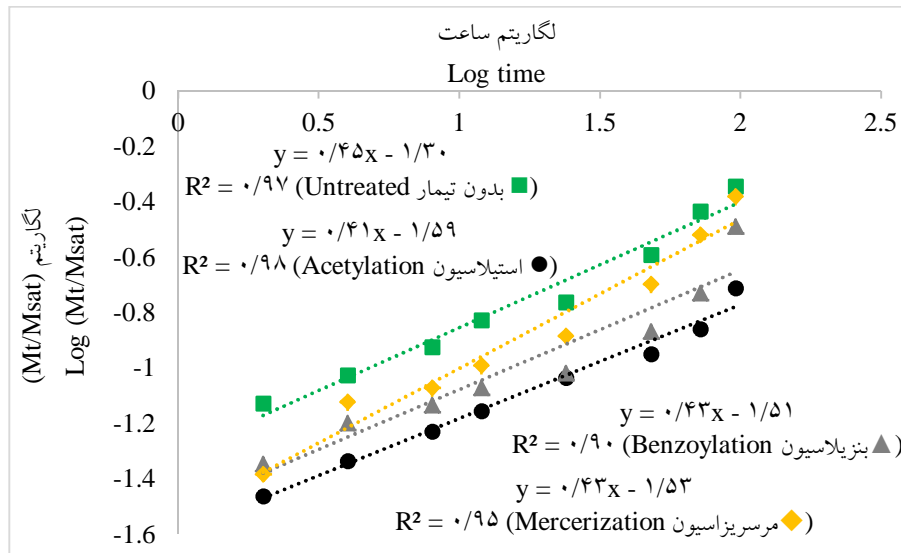 لگاریتم ساعت
Log time
0
0 0.5 1 1.5 2 2.5
-0.2
-0.4
-0.6
-0.8
-1
-1.2
-1.4
-1.6
لگاریتم (Mt/Msat)
Log (Mt/Msat)
y = ۰/۴۵x - ۱/۳۰
R² = ۰/۹۷ (Untreated بدون تیمار)
y = ۰/۴۱x - ۱/۵۹
R² = ۰/۹۸ (Acetylation استیلاسیون)
y = ۰/۴۳x - ۱/۵۱
R² = ۰/۹۰ (Benzoylation بنزیلاسیون)
y = ۰/۴۳x - ۱/۵۳
R² = ۰/۹۵ (Mercerization مرسریزاسیون)